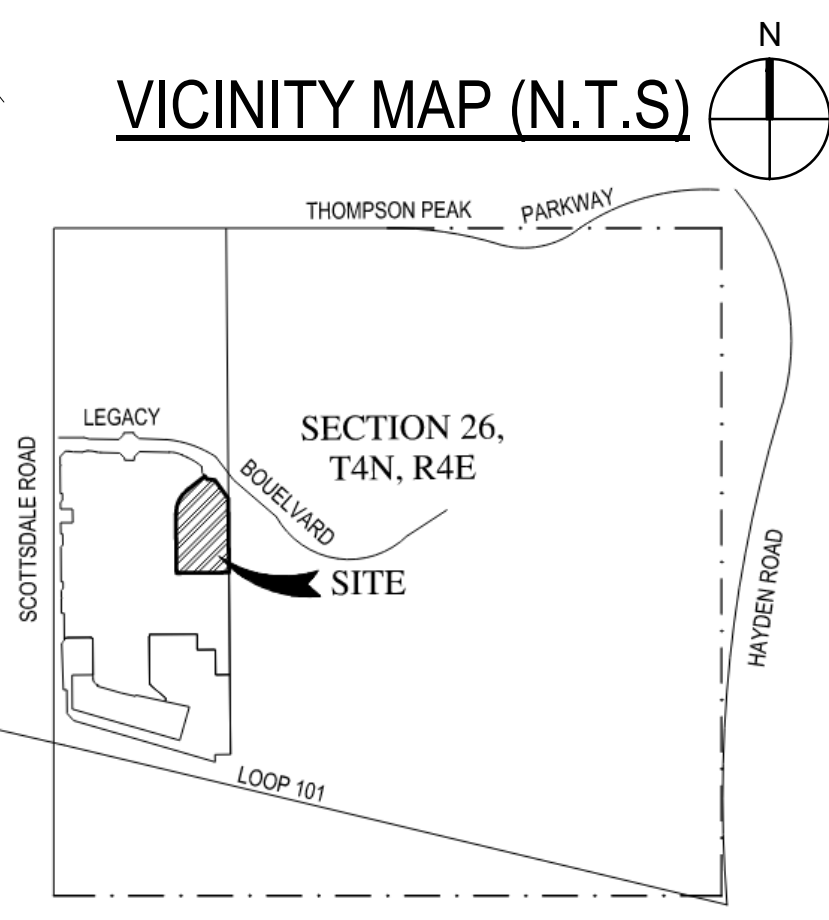 N
VICINITY MAP (N.T.S)
THOMPSON PEAK PARKWAY
LEGACY
BOUELVARD
SECTION 26,
T4N, R4E
SCOTTSDALE ROAD
SITE
HAYDEN ROAD
LOOP 101